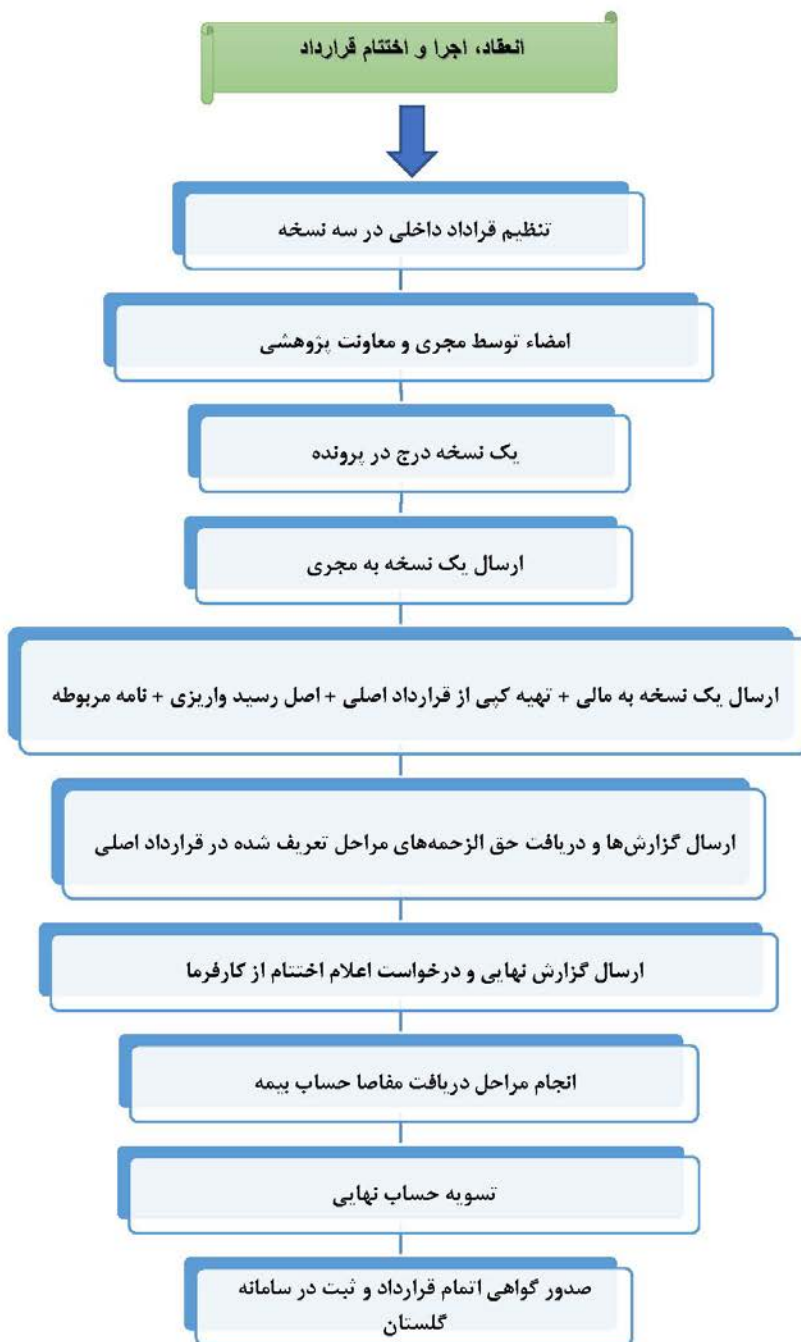 انعقاد، اجرا و اختتام قرارداد
تنظیم قراداد داخلی در سه نسخه
امضاء توسط مجری و معاونت پژوهشی
یک نسخه درج در پرونده
ارسال یک نسخه به مجری
ارسال یک نسخه به مالی + تهیه کپی از قرارداد اصلی + اصل رسید واریزی + نامه مربوطه
ارسال گزارش‌ها و دریافت حق الزحمه‌های مراحل تعریف شده در قرارداد اصلی
ارسال گزارش نهایی و درخواست اعلام اختتام از کارفرما
انجام مراحل دریافت مفاصا حساب بیمه
تسویه حساب نهایی
صدور گواهی اتمام قرارداد و ثبت در سامانه
گلستان